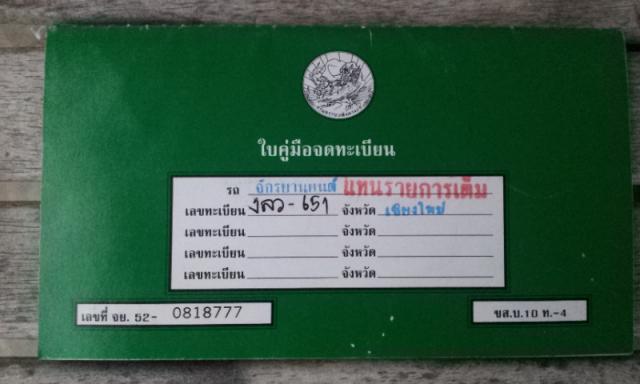 ใบคู่มือจดทะเบียน
รถ จักรยานยนต์ แทนรายการเต็ม
เลขทะเบียน งลว-651 จังหวัด เชียงใหม่
เลขทะเบียน จังหวัด
เลขทะเบียน จังหวัด
เลขทะเบียน จังหวัด
เลขที่ จย. 52- 0818777
ขส.บ.10 ท.-4